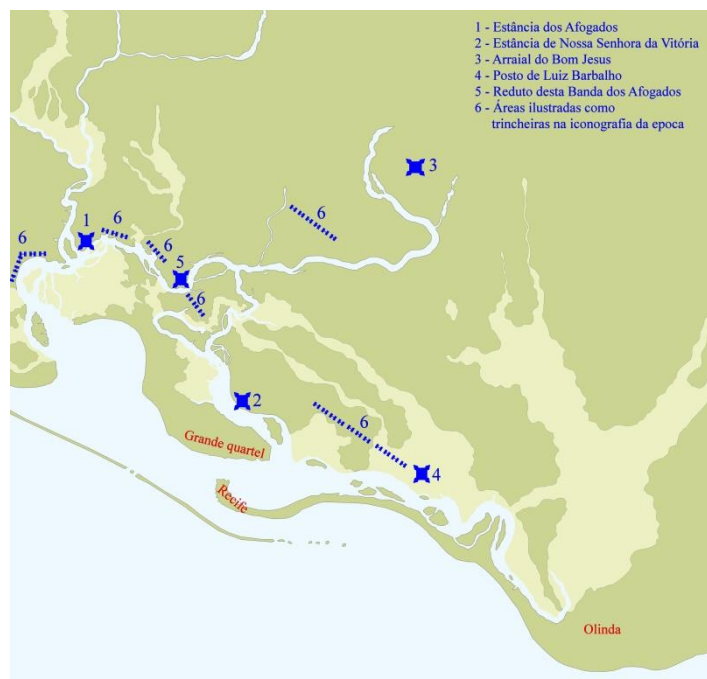 1 - Estância dos Afogados
2 - Estância de Nossa Senhora da Vitória
3 - Arraial do Bom Jesus
4 - Posto de Luiz Barbalho
5 - Reduto desta Banda dos Afogados
6 - Áreas ilustradas como
trincheiras na iconografia da epoca
3
6
6
1
6
6
5
6
2
6
Grande quartel
4
Recife
Olinda